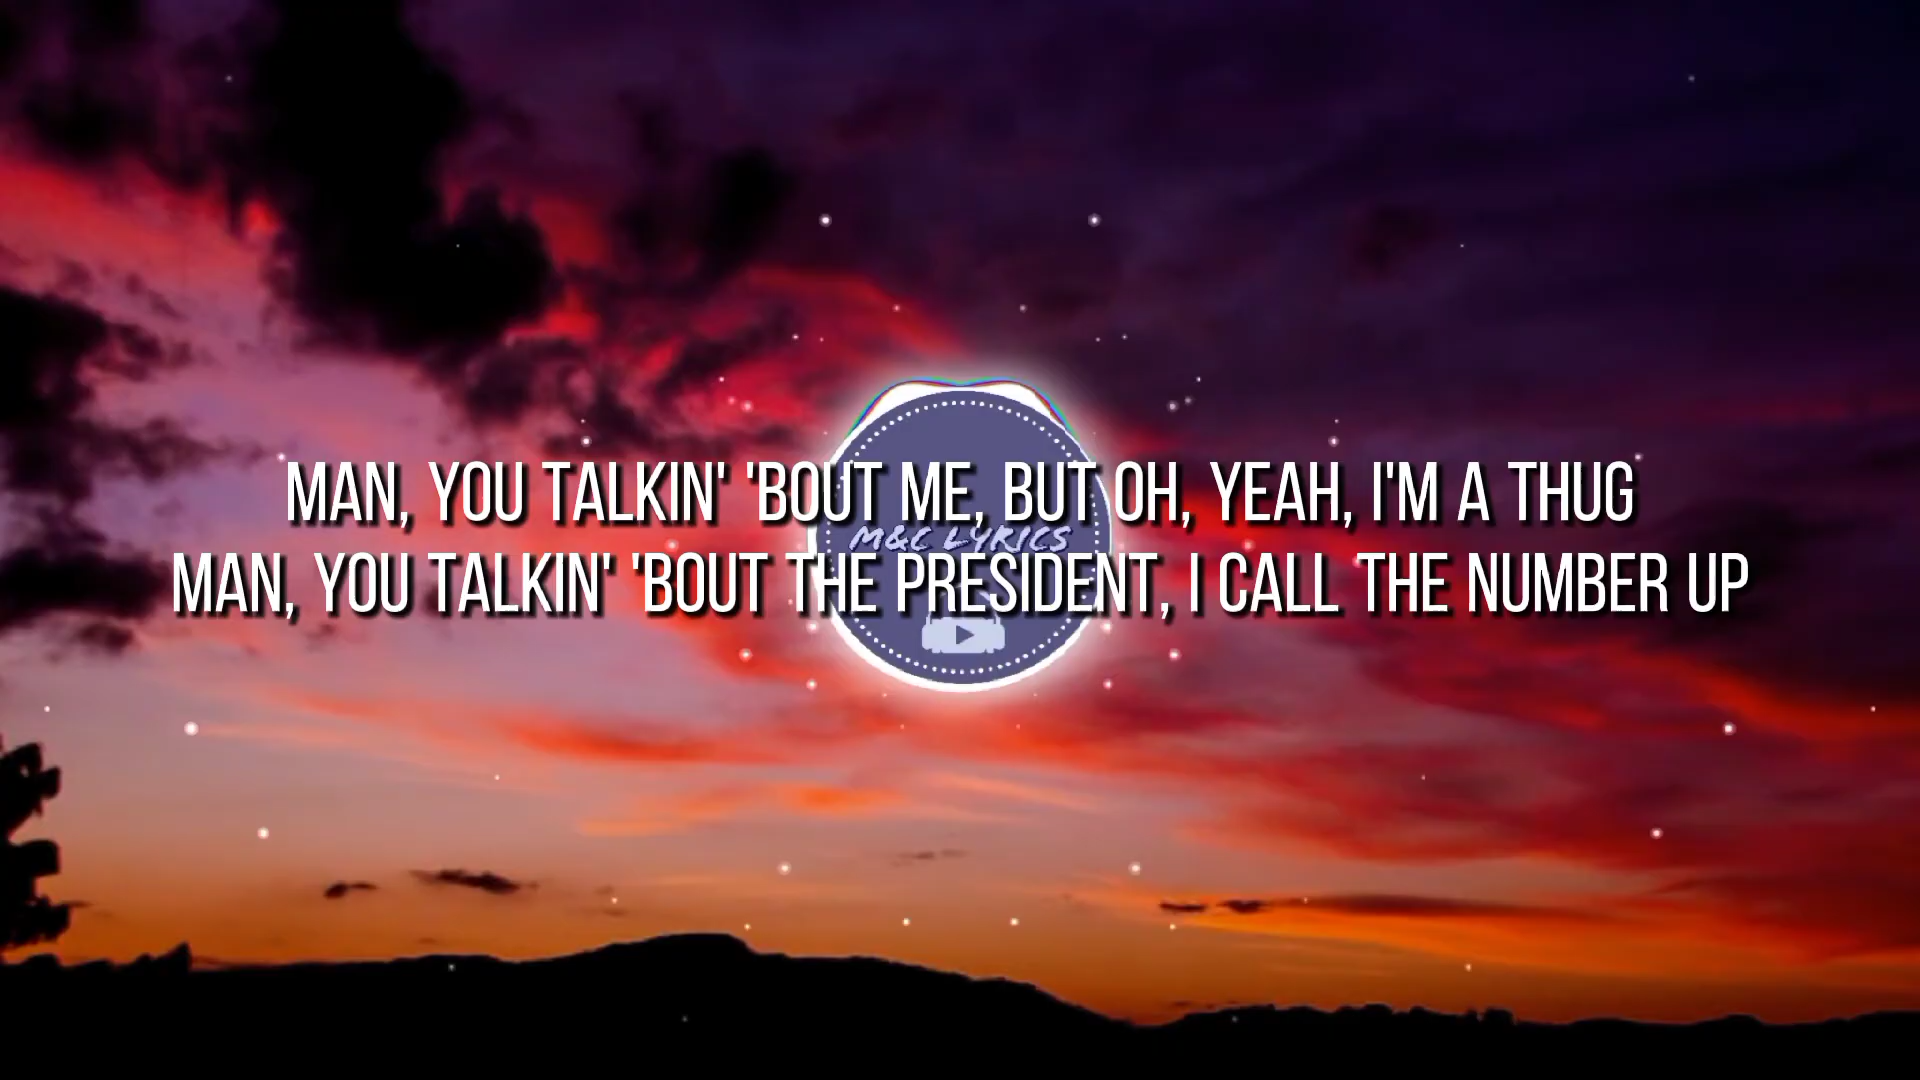 MAN, YOU TALKIN' 'BOUT ME, BUT OH, YEAH, I'M A THUG
M&C LYRICS
MAN, YOU TALKIN' 'BOUT THE PRESIDENT, I CALL THE NUMBER UP